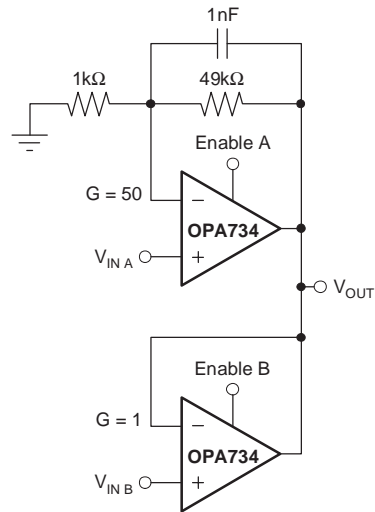 1nF
1kΩ
49kΩ
Enable A
G = 50
−
OPA734
+
V_IN A
V_OUT
Enable B
G = 1
−
OPA734
+
V_IN B